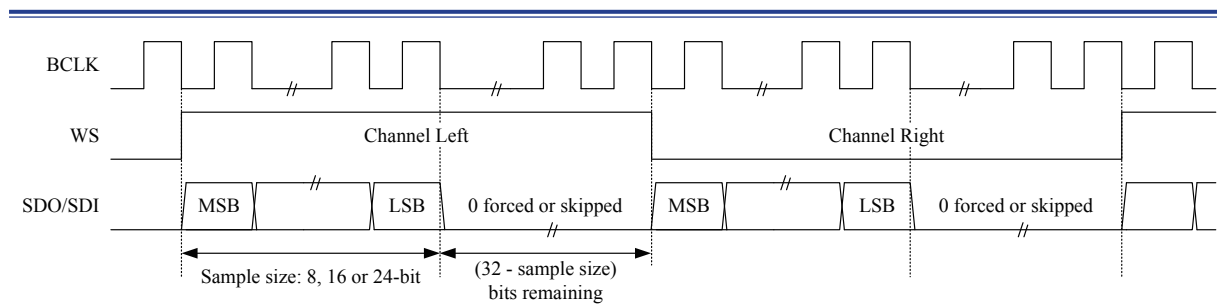 BCLK
WS
Channel Left
Channel Right
SDO/SDI
MSB
LSB
0 forced or skipped
MSB
LSB
0 forced or skipped
Sample size: 8, 16 or 24-bit
(32 - sample size)
bits remaining